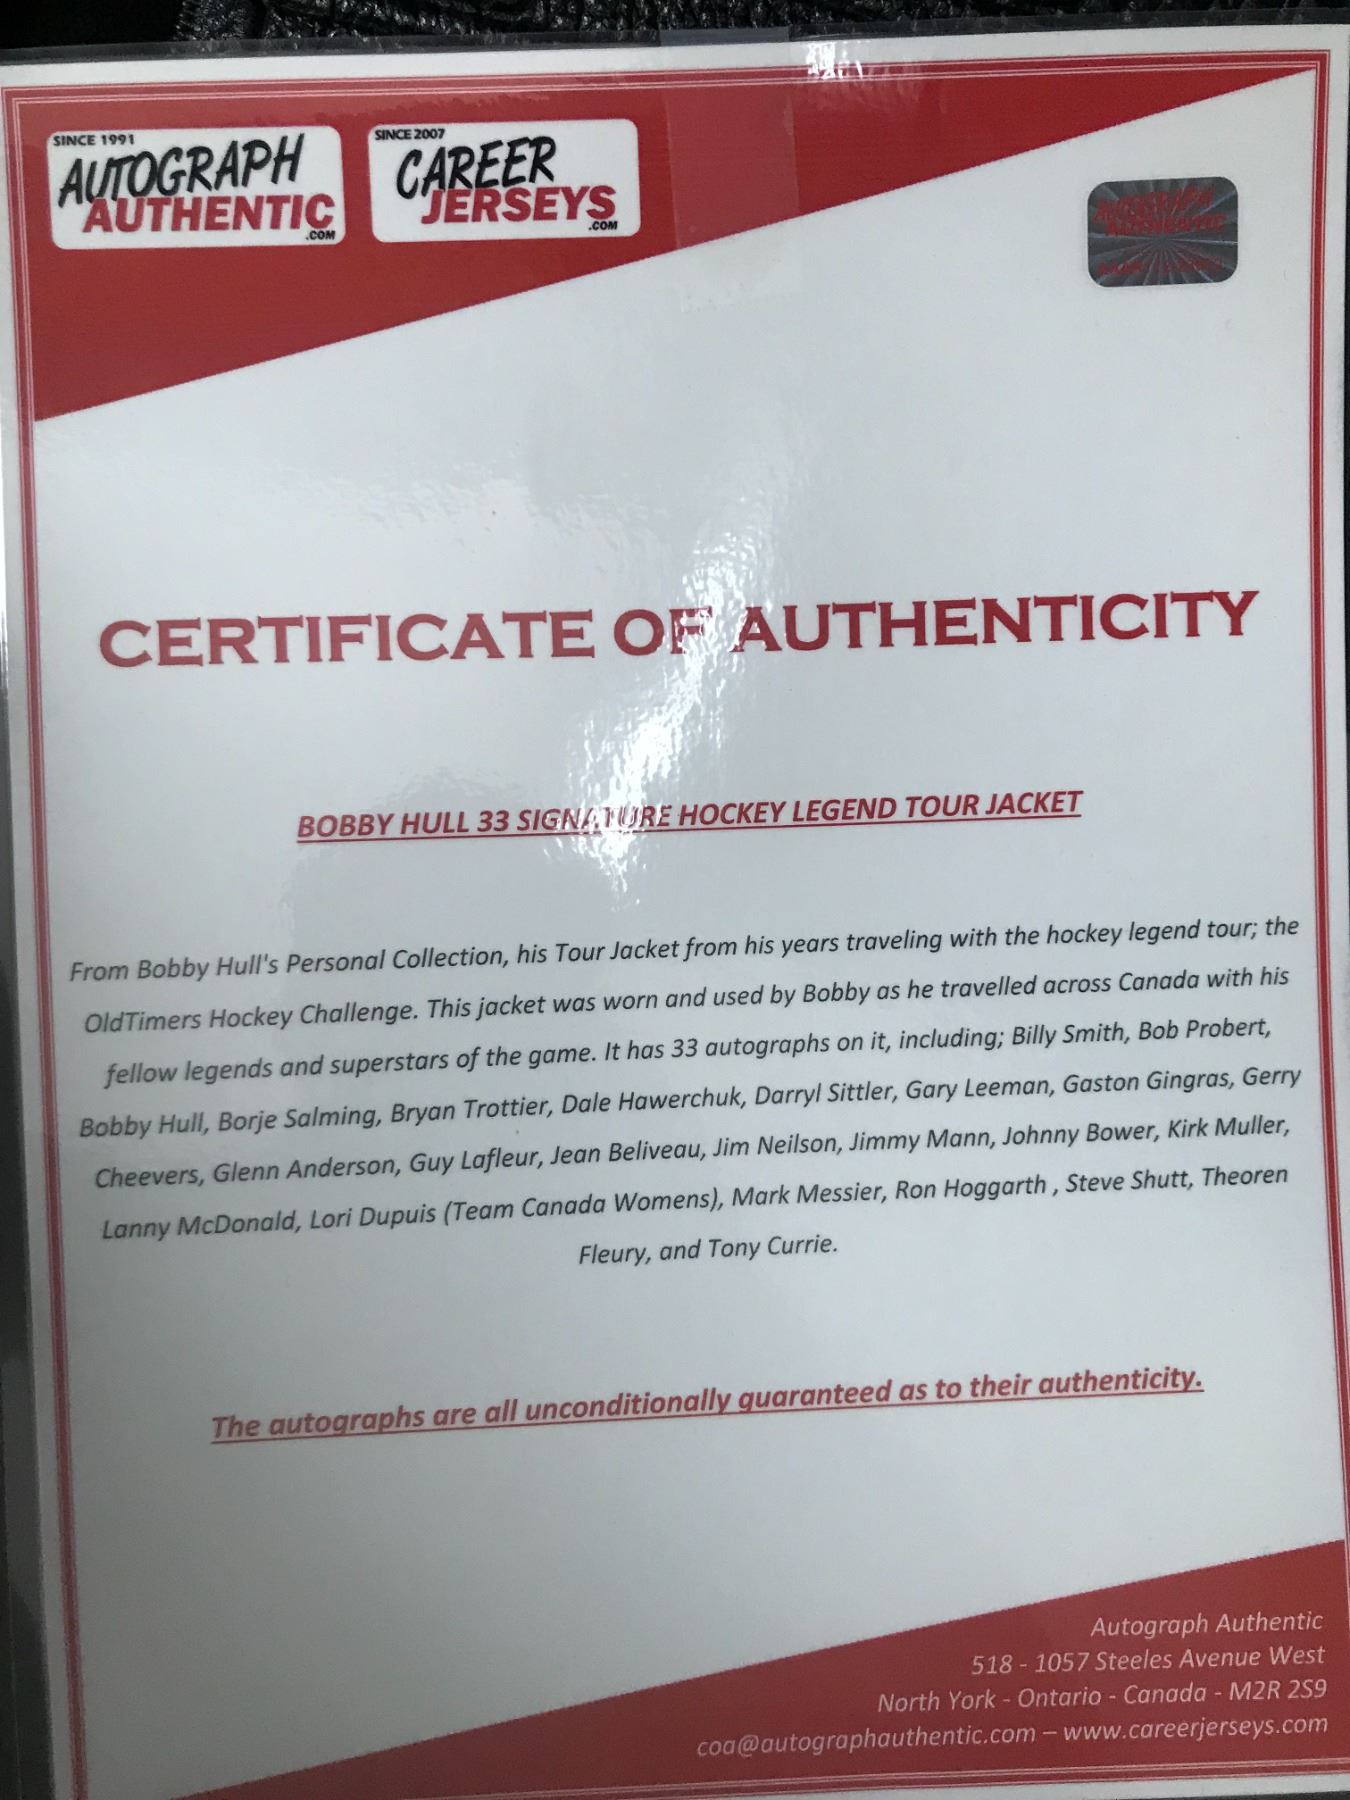 SINCE 1991
AUTOGRAPH
AUTHENTIC
.COM
SINCE 2007
CAREER
JERSEYS
.COM
AUTOGRAPH
AUTHENTIC
CERTIFICATE OF AUTHENTICITY
BOBBY HULL 33 SIGNATURE HOCKEY LEGEND TOUR JACKET
From Bobby Hull's Personal Collection, his Tour Jacket from his years traveling with the hockey legend tour; the
OldTimers Hockey Challenge. This jacket was worn and used by Bobby as he travelled across Canada with his
fellow legends and superstars of the game. It has 33 autographs on it, including; Billy Smith, Bob Probert,
Bobby Hull, Borje Salming, Bryan Trottier, Dale Hawerchuk, Darryl Sittler, Gary Leeman, Gaston Gingras, Gerry
Cheevers, Glenn Anderson, Guy Lafleur, Jean Beliveau, Jim Neilson, Jimmy Mann, Johnny Bower, Kirk Muller,
Lanny McDonald, Lori Dupuis (Team Canada Womens), Mark Messier, Ron Hoggarth , Steve Shutt, Theoren
Fleury, and Tony Currie.
The autographs are all unconditionally guaranteed as to their authenticity.
Autograph Authentic
518 - 1057 Steeles Avenue West
North York - Ontario - Canada - M2R 2S9
coa@autographauthentic.com – www.careerjerseys.com